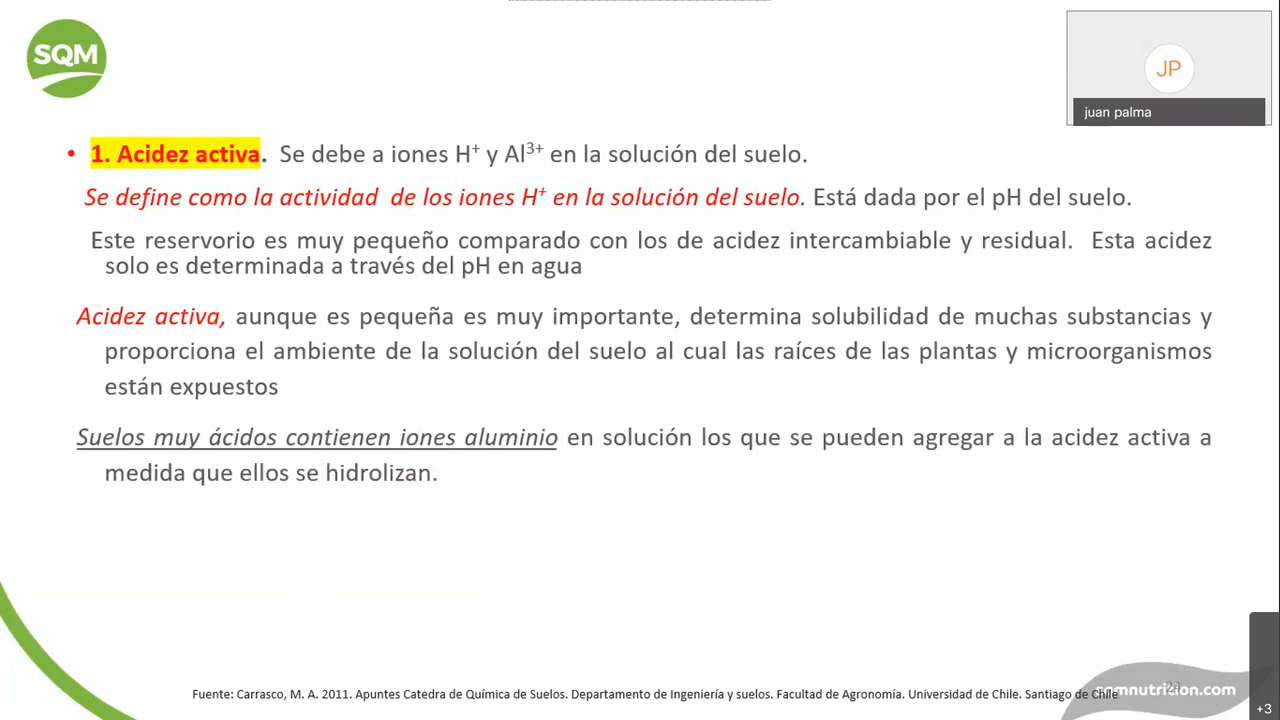 SQM
JP
juan palma
• 1. Acidez activa. Se debe a iones H⁺ y Al³⁺ en la solución del suelo.
Se define como la actividad de los iones H⁺ en la solución del suelo. Está dada por el pH del suelo.
Este reservorio es muy pequeño comparado con los de acidez intercambiable y residual. Esta acidez
solo es determinada a través del pH en agua
Acidez activa, aunque es pequeña es muy importante, determina solubilidad de muchas substancias y
proporciona el ambiente de la solución del suelo al cual las raíces de las plantas y microorganismos
están expuestos
Suelos muy ácidos contienen iones aluminio en solución los que se pueden agregar a la acidez activa a
medida que ellos se hidrolizan.
Fuente: Carrasco, M. A. 2011. Apuntes Catedra de Química de Suelos. Departamento de Ingeniería y suelos. Facultad de Agronomía. Universidad de Chile. Santiago de Chile
sqmnutrition.com
+3